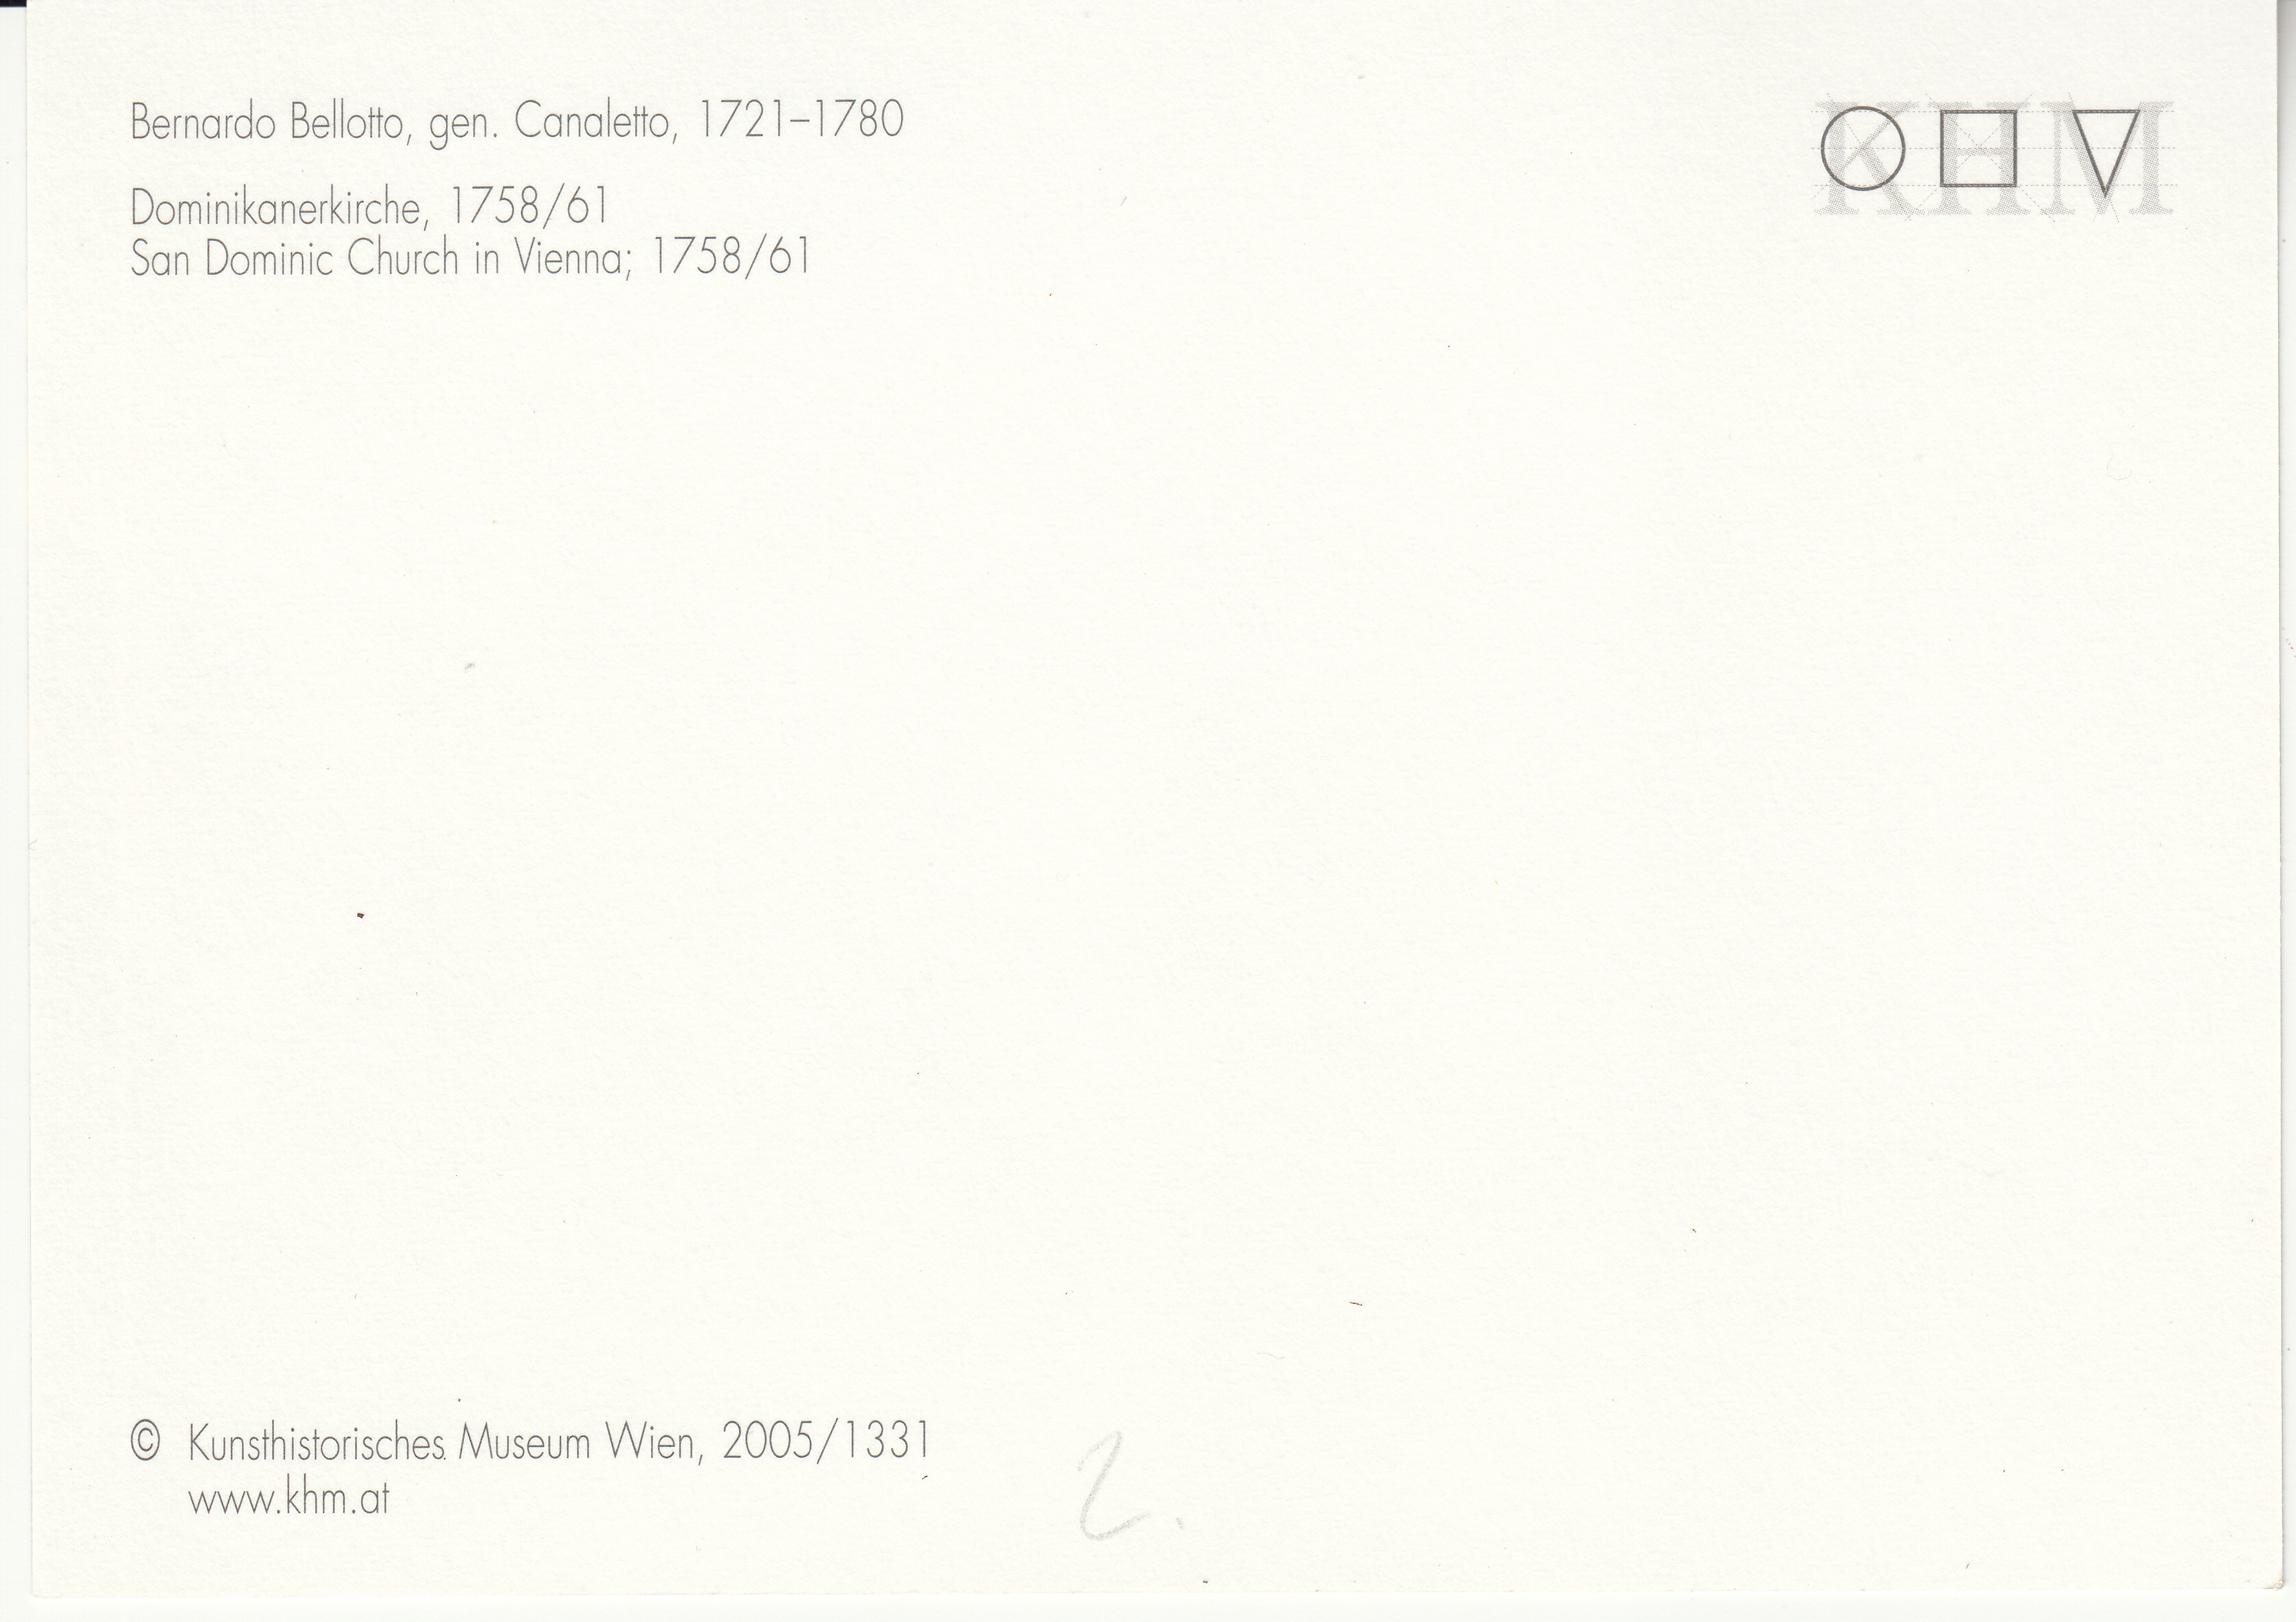 Bernardo Bellotto, gen. Canaletto, 1721–1780
KHM
Dominikanerkirche, 1758/61
San Dominic Church in Vienna; 1758/61
© Kunsthistorisches Museum Wien, 2005/1331
www.khm.at
2.